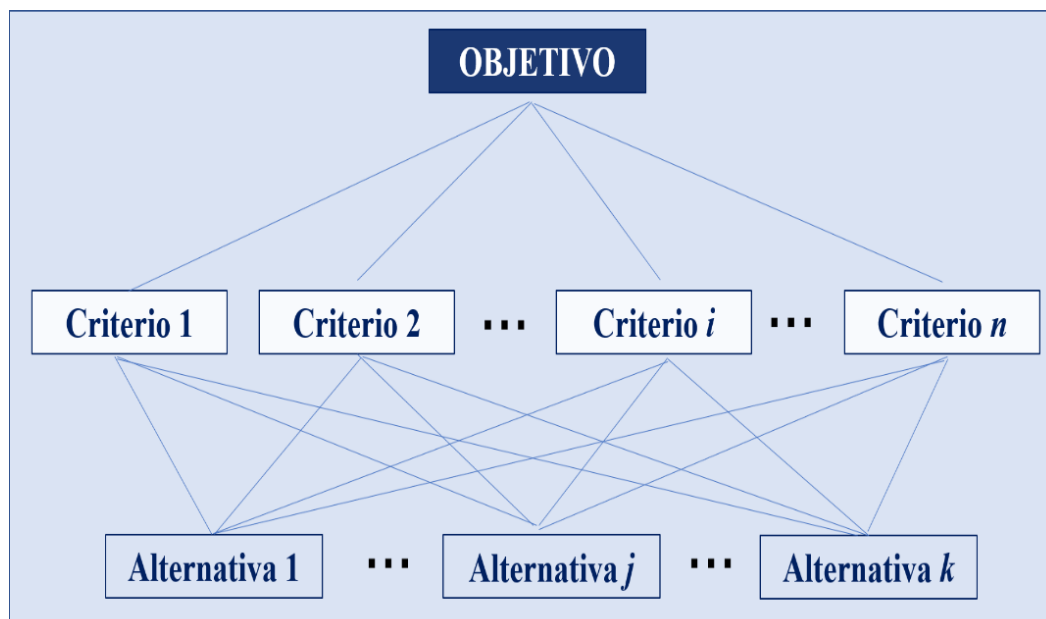 OBJETIVO
Criterio 1 Criterio 2 ... Criterio i ... Criterio n
Alternativa 1 ... Alternativa j ... Alternativa k